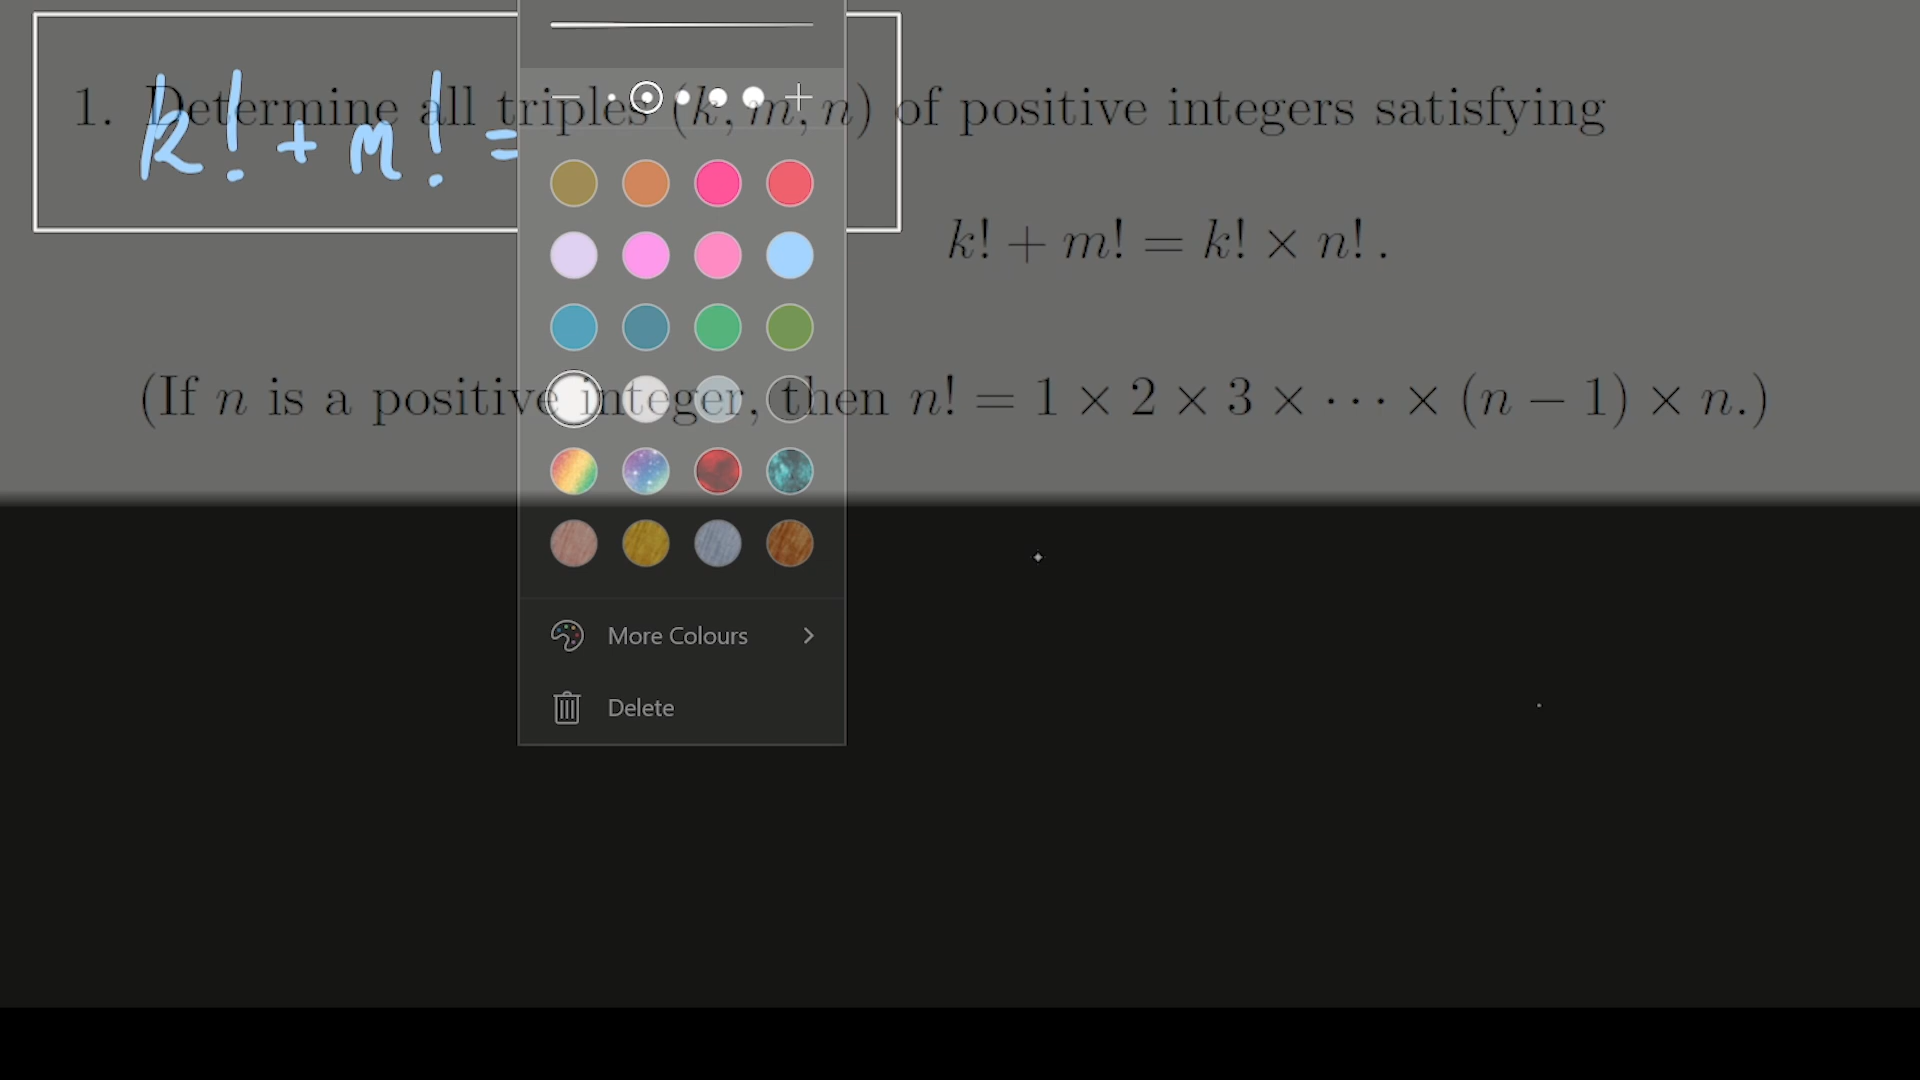 1. Determine all triples (k, m, n) of positive integers satisfying
k! + m! =
k! + m! = k! × n! .
(If n is a positive integer, then n! = 1 × 2 × 3 × ··· × (n − 1) × n.)
More Colours
Delete